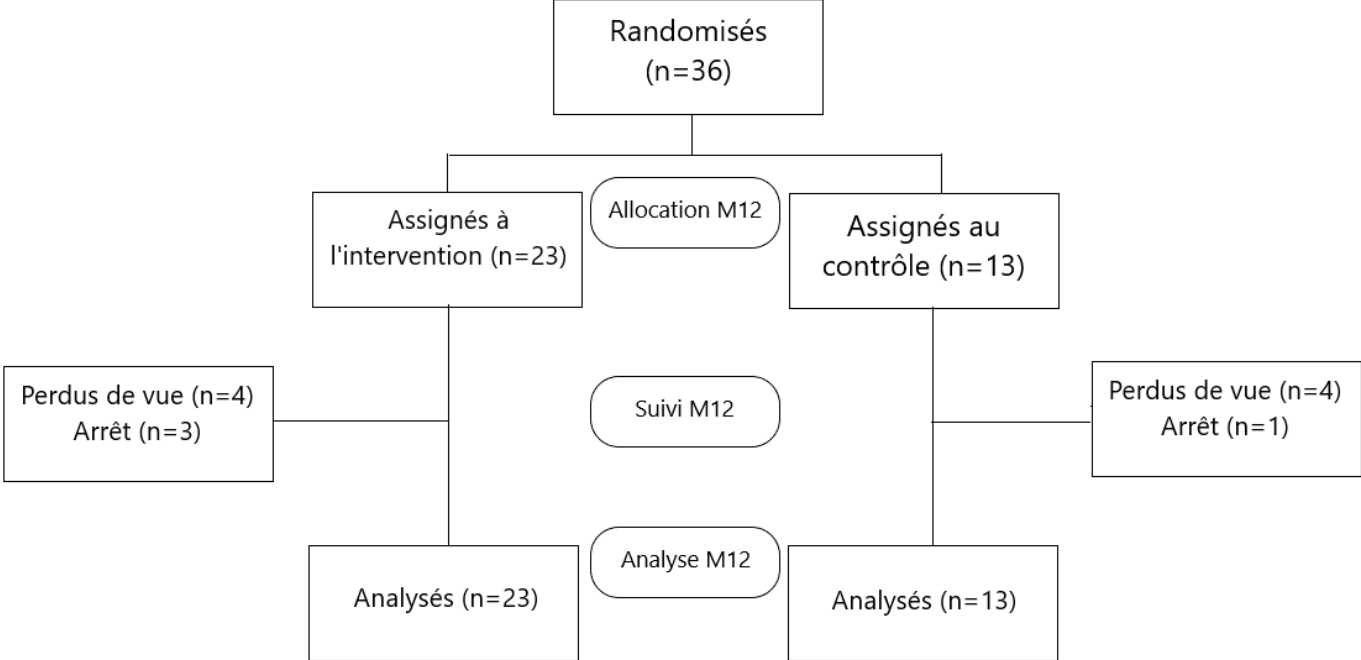 Randomisés
(n=36)
Allocation M12
Assignés à
l'intervention (n=23)
Assignés au
contrôle (n=13)
Perdus de vue (n=4)
Arrêt (n=3)
Suivi M12
Perdus de vue (n=4)
Arrêt (n=1)
Analyse M12
Analysés (n=23)
Analysés (n=13)